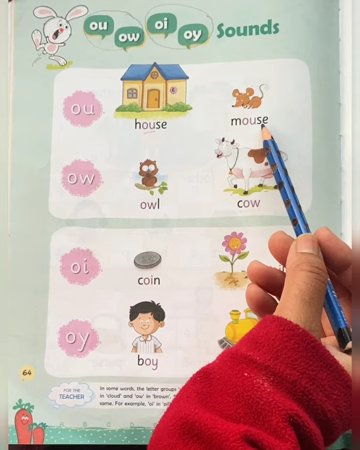 ou ow oi oy Sounds
ou
house mouse
ow
owl cow
oi
coin
oy
boy
64
FOR THE
TEACHER
In some words, the letter groups
in 'cloud' and 'ow' in 'brown'.
same. For example, 'oi' in